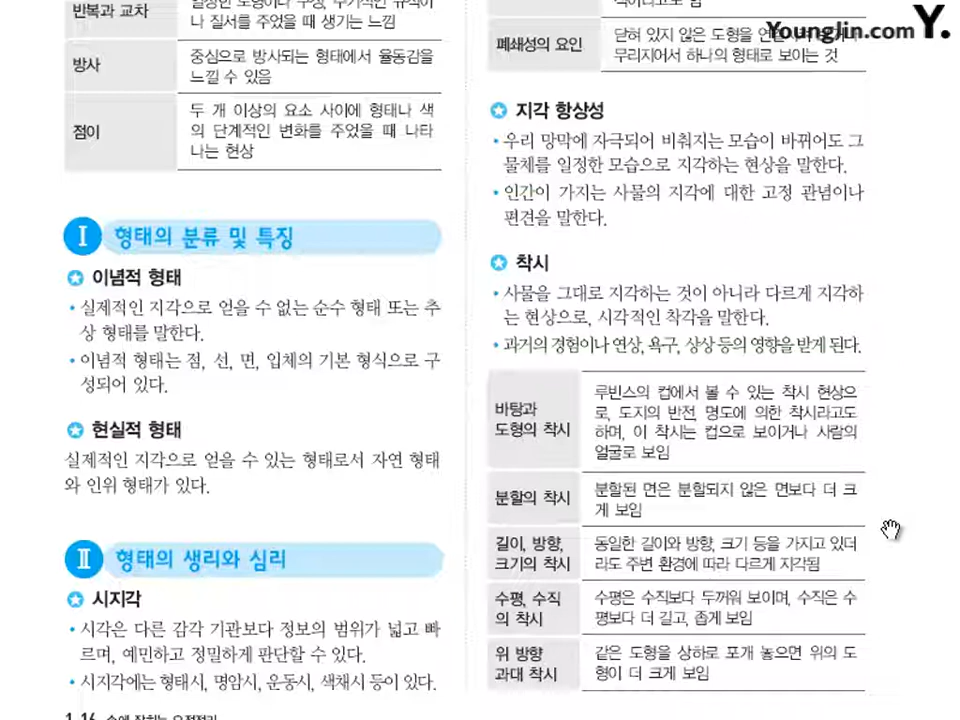 반복과 교차
나 질서를 주었을 때 생기는 느낌
방사
중심으로 방사되는 형태에서 율동감을
느낄 수 있음
점이
두 개 이상의 요소 사이에 형태나 색
의 단계적인 변화를 주었을 때 나타
나는 현상
Ⅰ 형태의 분류 및 특징
이념적 형태
• 실제적인 지각으로 얻을 수 없는 순수 형태 또는 추
상 형태를 말한다.
• 이념적 형태는 점, 선, 면, 입체의 기본 형식으로 구
성되어 있다.
현실적 형태
실제적인 지각으로 얻을 수 있는 형태로서 자연 형태
와 인위 형태가 있다.
Ⅱ 형태의 생리와 심리
시지각
• 시각은 다른 감각 기관보다 정보의 범위가 넓고 빠
르며, 예민하고 정밀하게 판단할 수 있다.
• 시지각에는 형태시, 명암시, 운동시, 색채시 등이 있다.
1-16 손에 잡히는 요점정리
YoungJin.com Y.
폐쇄성의 요인
닫혀 있지 않은 도형을
무리지어서 하나의 형태로 보이는 것
지각 항상성
• 우리 망막에 자극되어 비춰지는 모습이 바뀌어도 그
물체를 일정한 모습으로 지각하는 현상을 말한다.
• 인간이 가지는 사물의 지각에 대한 고정 관념이나
편견을 말한다.
착시
• 사물을 그대로 지각하는 것이 아니라 다르게 지각하
는 현상으로, 시각적인 착각을 말한다.
• 과거의 경험이나 연상, 욕구, 상상 등의 영향을 받게 된다.
바탕과
도형의 착시
루빈스의 컵에서 볼 수 있는 착시 현상으
로, 도지의 반전, 명도에 의한 착시라고도
하며, 이 착시는 컵으로 보이거나 사람의
얼굴로 보임
분할의 착시
분할된 면은 분할되지 않은 면보다 더 크
게 보임
길이, 방향,
크기의 착시
동일한 길이와 방향, 크기 등을 가지고 있더
라도 주변 환경에 따라 다르게 지각됨
수평, 수직
의 착시
수평은 수직보다 두꺼워 보이며, 수직은 수
평보다 더 길고, 좁게 보임
위 방향
과대 착시
같은 도형을 상하로 포개 놓으면 위의 도
형이 더 크게 보임